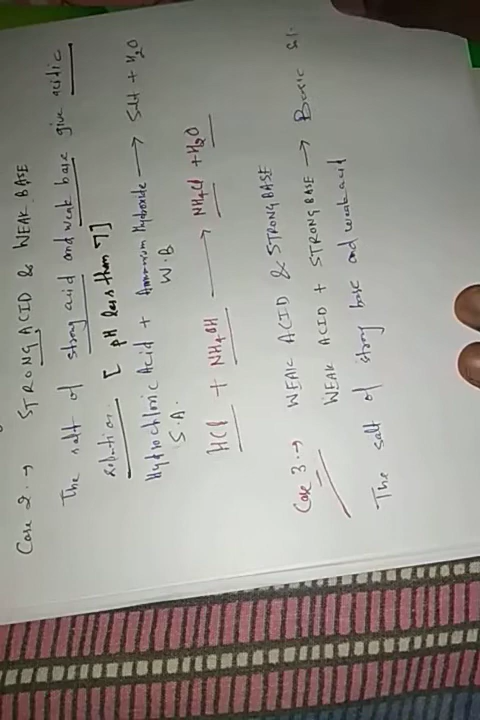 Case 2. → STRONG ACID & WEAK BASE
The salt of strong acid and weak base give acidic
solution. [ pH less than 7]
Hydrochloric Acid + Ammonium Hydroxide → Salt + H2O
S.A. W.B
HCl + NH4OH → NH4Cl + H2O
Case 3. → WEAK ACID & STRONG BASE
WEAK ACID + STRONG BASE → Basic sl.
The salt of strong base and weak acid